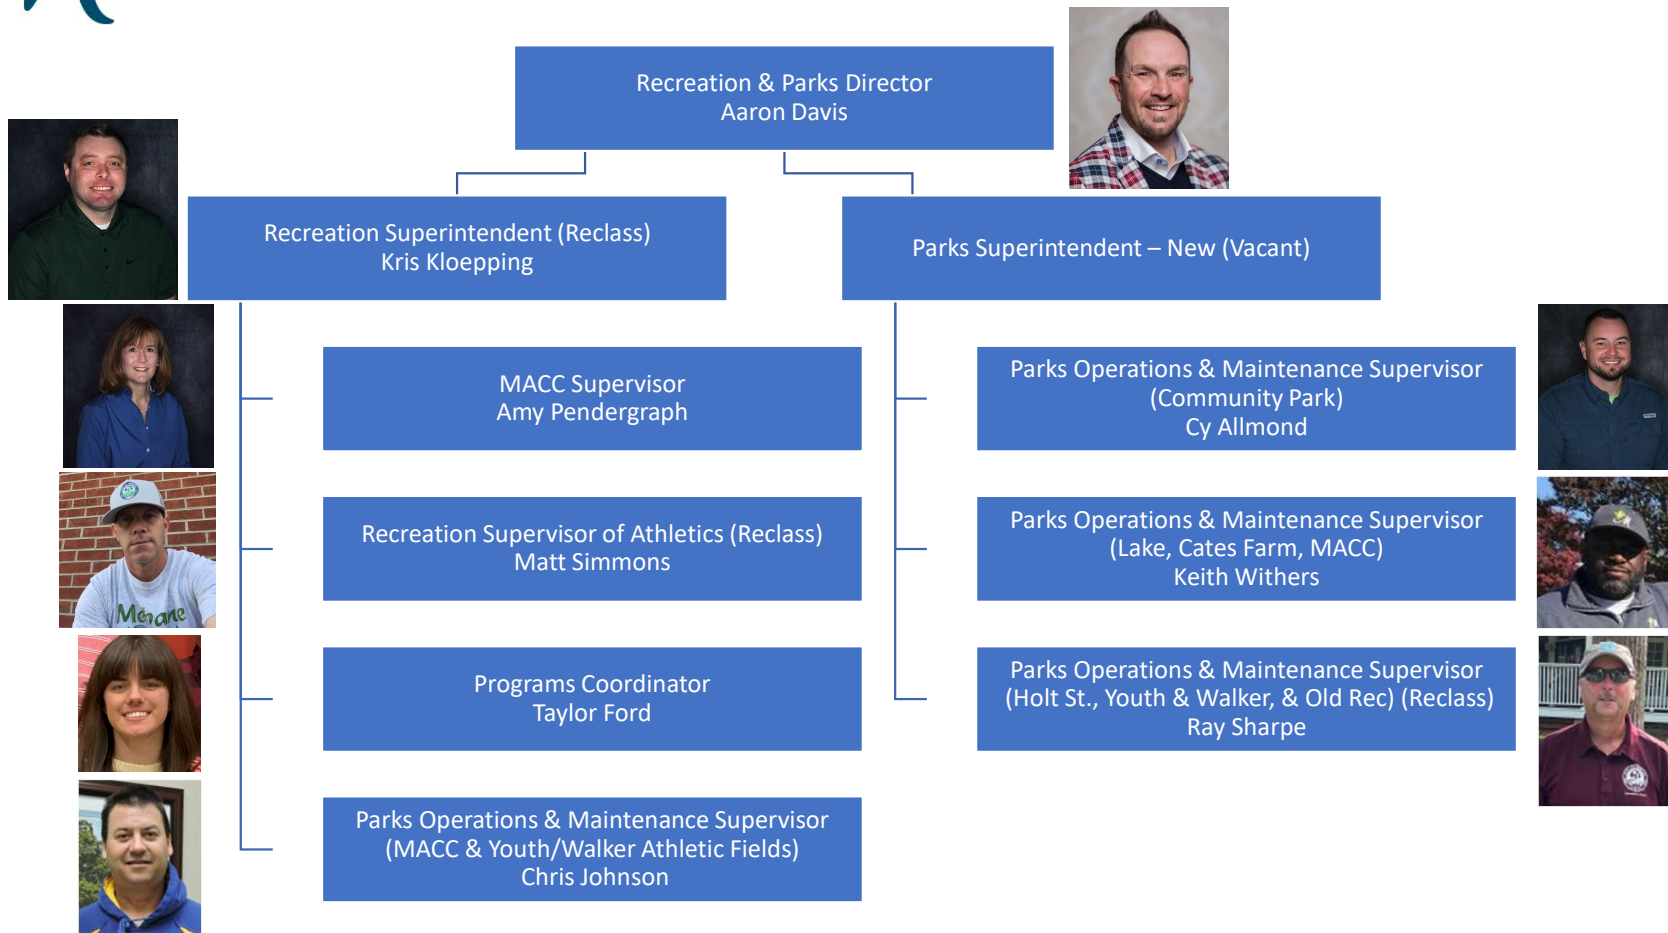 Recreation & Parks Director
Aaron Davis
Recreation Superintendent (Reclass)
Kris Kloepping
Parks Superintendent – New (Vacant)
MACC Supervisor
Amy Pendergraph
Parks Operations & Maintenance Supervisor
(Community Park)
Cy Allmond
Recreation Supervisor of Athletics (Reclass)
Matt Simmons
Parks Operations & Maintenance Supervisor
(Lake, Cates Farm, MACC)
Keith Withers
Programs Coordinator
Taylor Ford
Parks Operations & Maintenance Supervisor
(Holt St., Youth & Walker, & Old Rec) (Reclass)
Ray Sharpe
Parks Operations & Maintenance Supervisor
(MACC & Youth/Walker Athletic Fields)
Chris Johnson